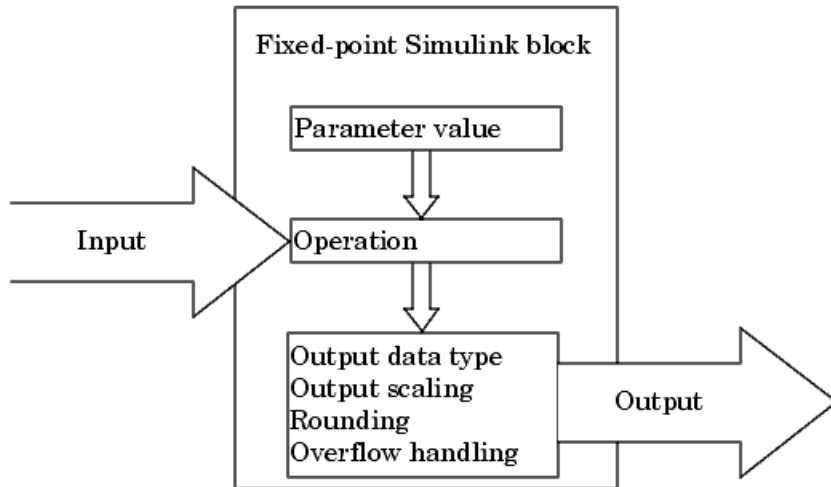 Fixed-point Simulink block
Parameter value
Input
Operation
Output data type
Output scaling
Rounding
Overflow handling
Output